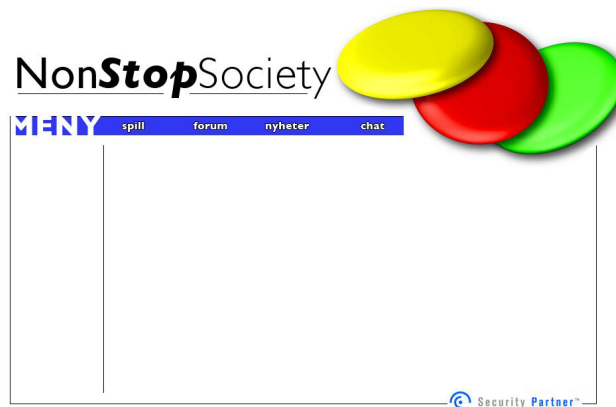 NonStopSociety
MENY spill forum nyheter chat
Security Partner™